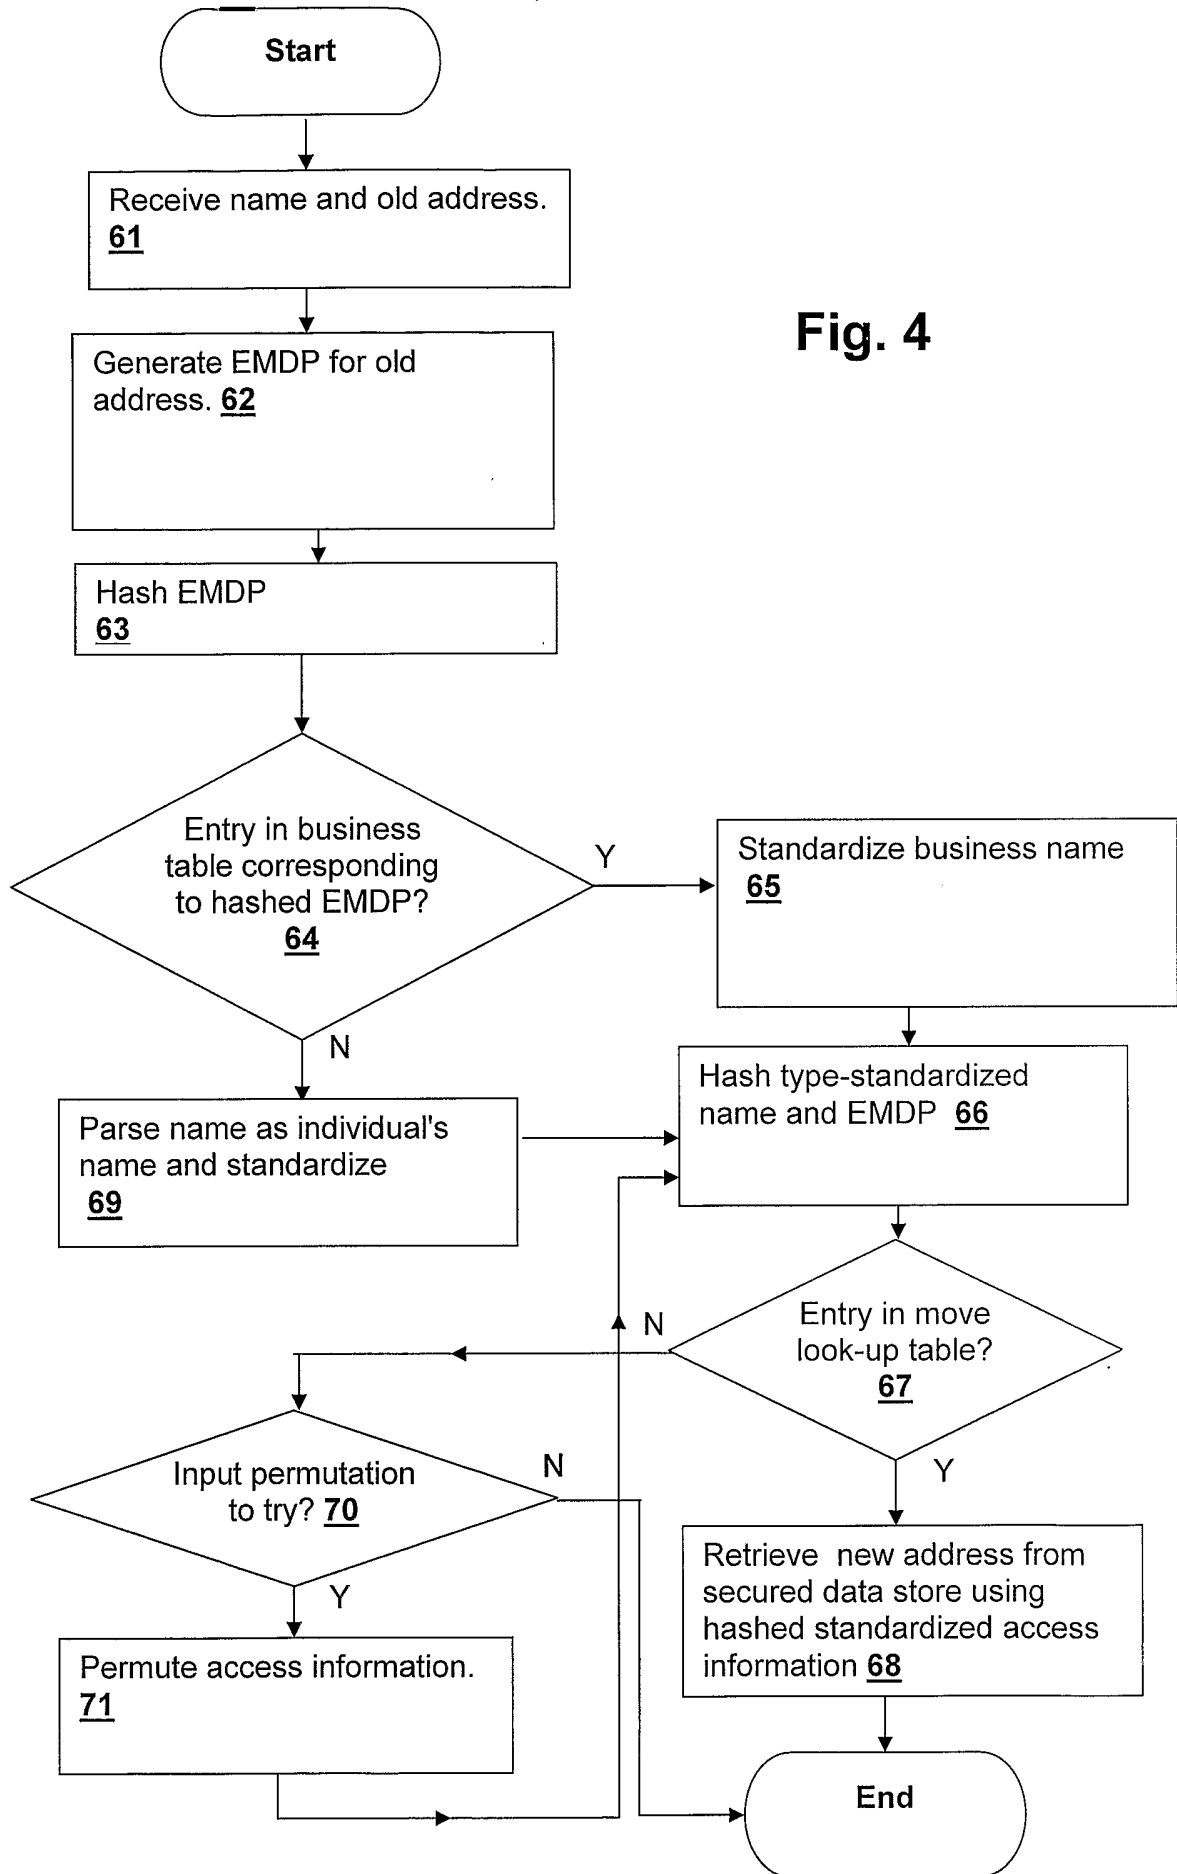 Start
Receive name and old address.
61
Fig. 4
Generate EMDP for old
address. 62
Hash EMDP
63
Entry in business
table corresponding
to hashed EMDP?
64
Y
N
Standardize business name
65
Hash type-standardized
name and EMDP 66
Parse name as individual's
name and standardize
69
Entry in move
look-up table?
67
N
Y
Input permutation
to try? 70
N
Y
Retrieve new address from
secured data store using
hashed standardized access
information 68
Permute access information.
71
End